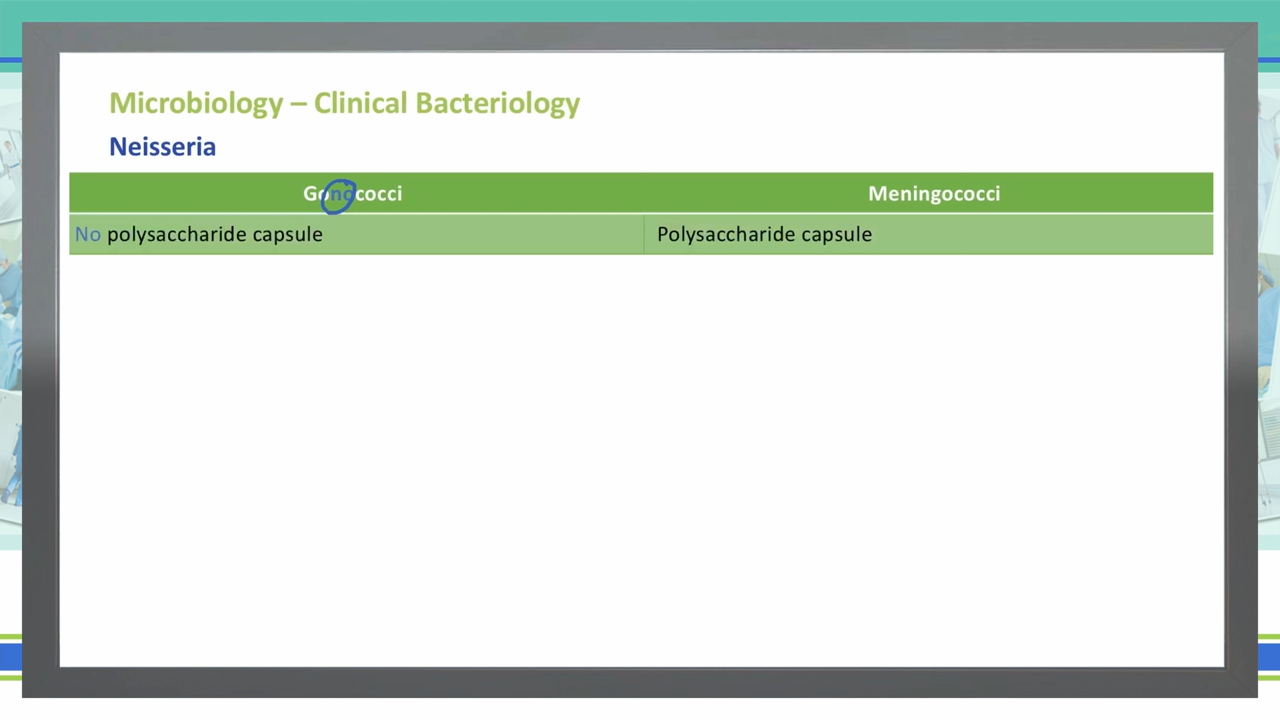 Microbiology – Clinical Bacteriology
Neisseria
Gonococci Meningococci
No polysaccharide capsule Polysaccharide capsule